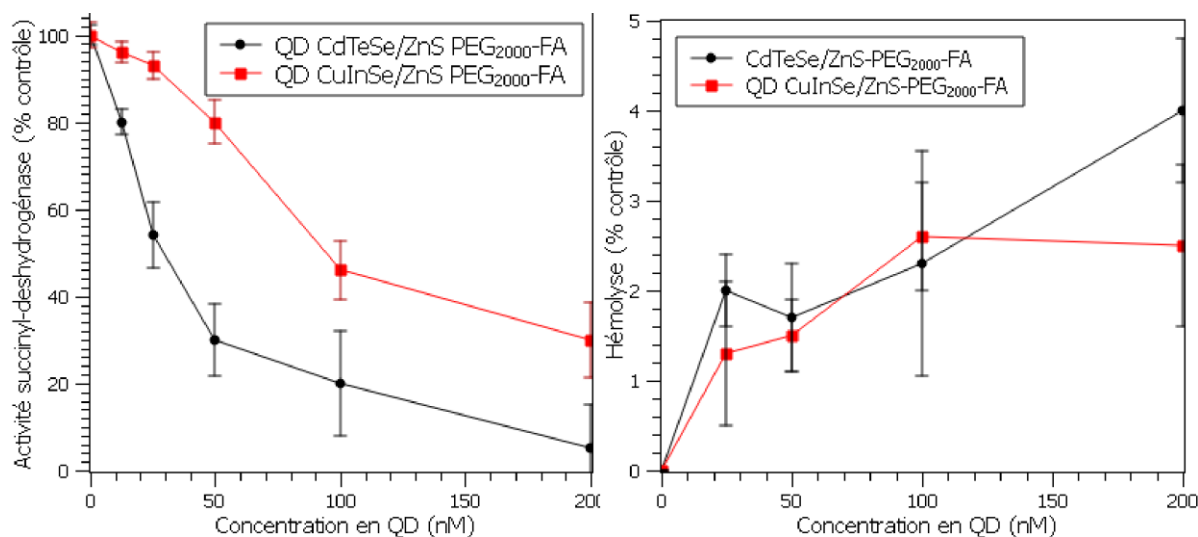 Activité succinyl-deshydrogénase (% contrôle)
100
80
60
40
20
0
QD CdTeSe/ZnS PEG₂₀₀₀-FA
QD CuInSe/ZnS PEG₂₀₀₀-FA
0 50 100 150 200
Concentration en QD (nM)
Hémolyse (% contrôle)
5
4
3
2
1
0
CdTeSe/ZnS-PEG₂₀₀₀-FA
QD CuInSe/ZnS-PEG₂₀₀₀-FA
0 50 100 150 200
Concentration en QD (nM)